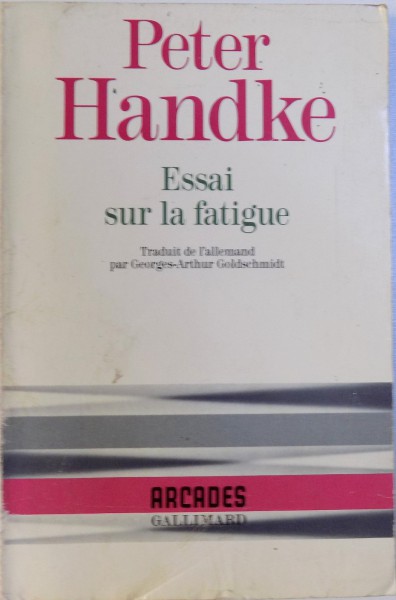 Peter
Handke
Essai
sur la fatigue
Traduit de l'allemand
par Georges-Arthur Goldschmidt
ARCADES
GALLIMARD